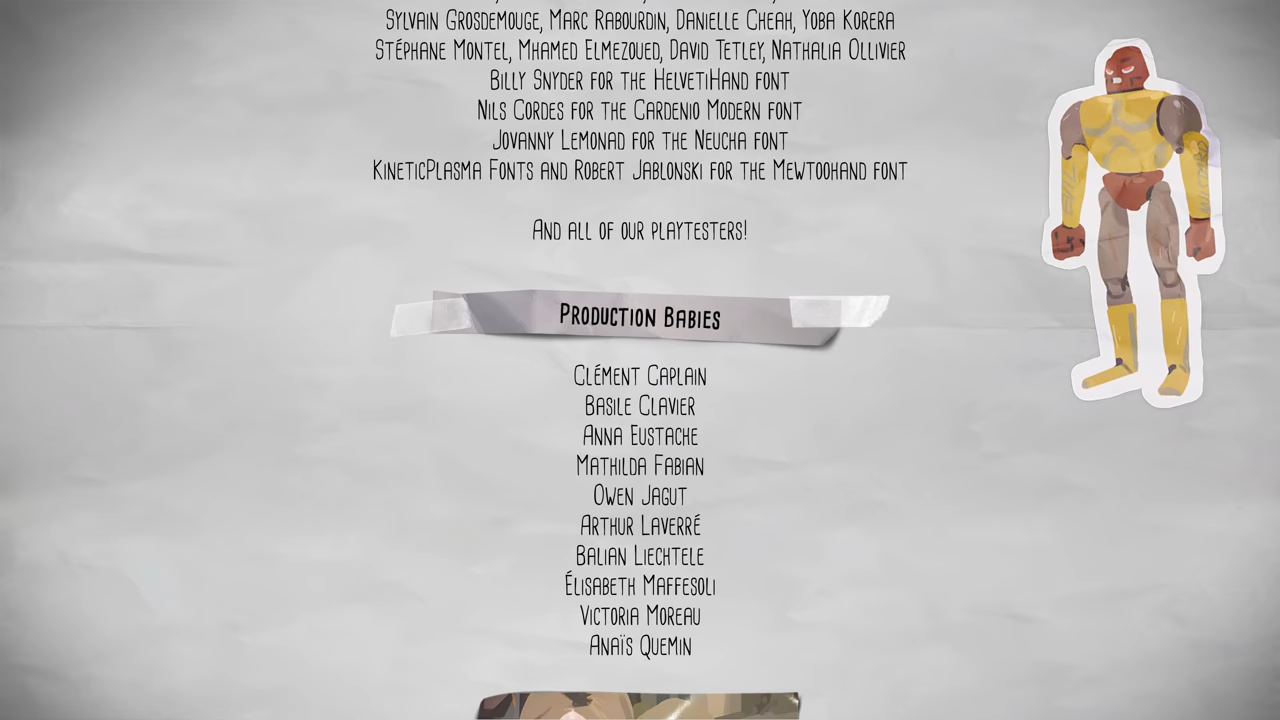 Sylvain Grosdemouge, Marc Rabourdin, Danielle Cheah, Yoba Korera
Stéphane Montel, Mhamed Elmezoued, David Tetley, Nathalia Ollivier
Billy Snyder for the HelvetiHand font
Nils Cordes for the Cardenio Modern font
Jovanny Lemonad for the Neucha font
KineticPlasma Fonts and Robert Jablonski for the Mewtoohand font
And all of our playtesters!
Production Babies
Clément Caplain
Basile Clavier
Anna Eustache
Mathilda Fabian
Owen Jagut
Arthur Laverré
Balian Liechtele
Élisabeth Maffesoli
Victoria Moreau
Anaïs Quemin
EVIL